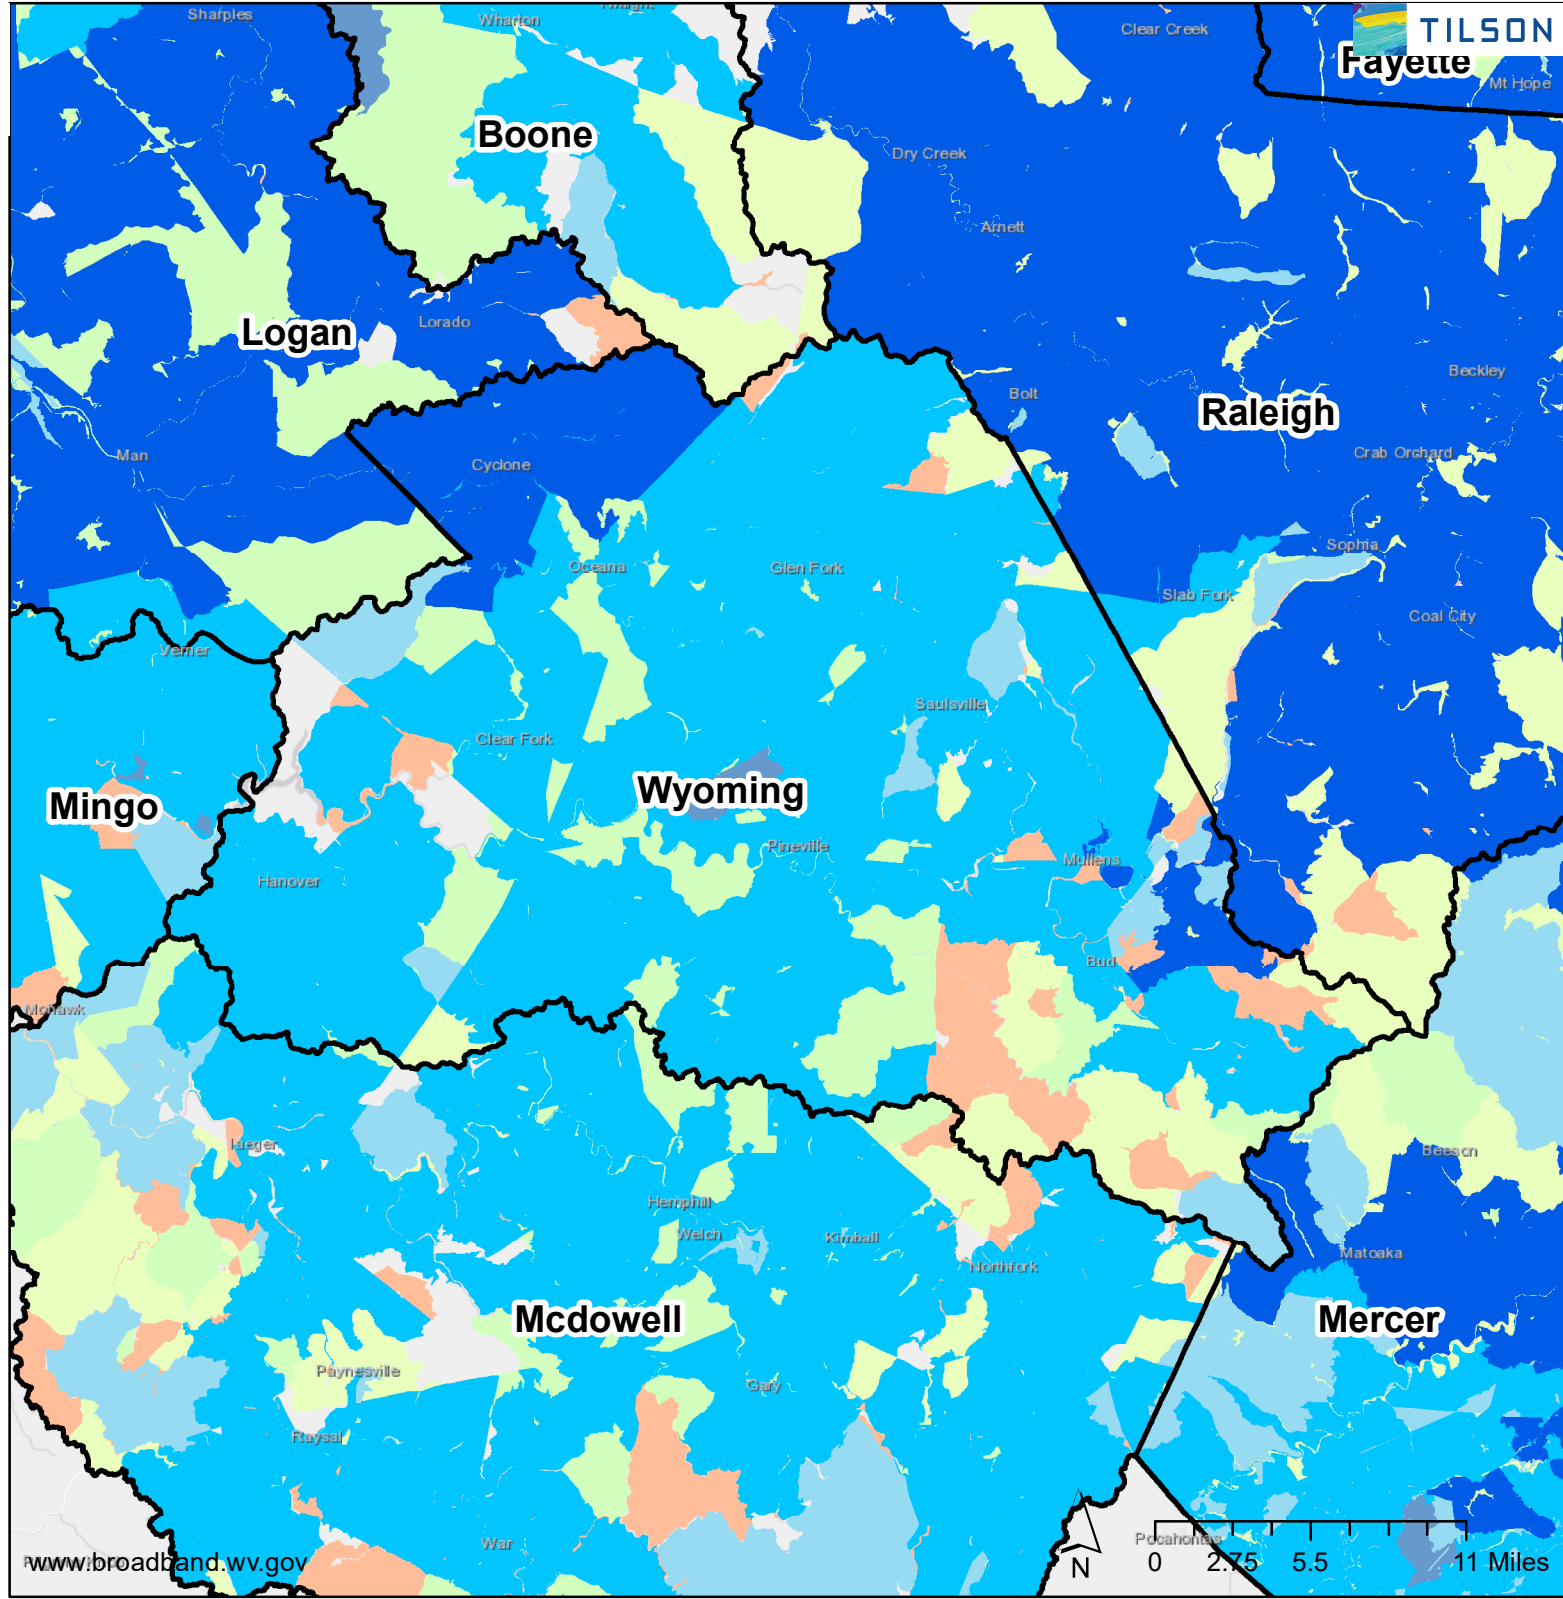 Sharples
Wharton
Clear Creek
TILSON
Fayette
Mt Hope
Boone
Dry Creek
Arnett
Logan
Lorado
Beckley
Bolt
Raleigh
Man
Cyclone
Crab Orchard
Sophia
Oceana
Glen Fork
Slab Fork
Coal City
Verner
Saulsville
Clear Fork
Mingo
Wyoming
Pineville
Mullens
Hanover
Bud
Mohawk
Iaeger
Beeson
Hemphill
Welch
Kimball
Matoaka
Northfork
Mcdowell
Mercer
Paynesville
Gary
Raysal
War
Pocahontas
www.broadband.wv.gov
N
0 2.75 5.5 11 Miles